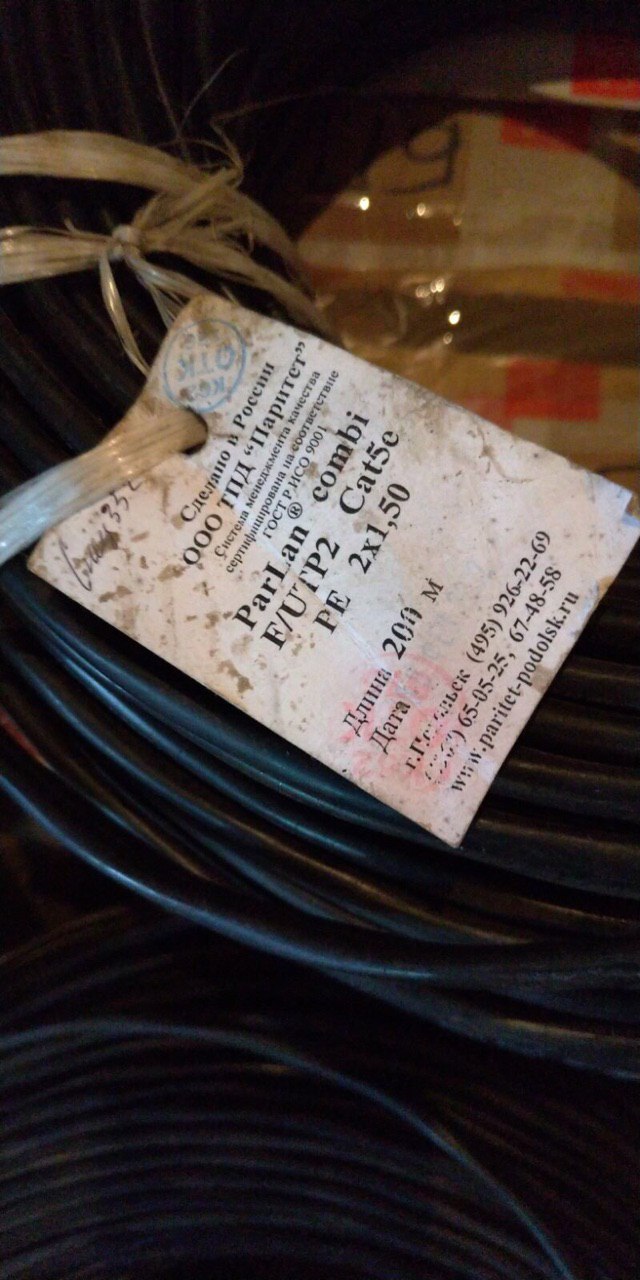 Сделано в России
ООО ТПД “Паритет”
Система менеджмента качества
сертифицирована на соответствие
ГОСТ Р ИСО 9001
ParLan® combi
F/UTP2 Cat5e
PE 2x1,50
Длина 200 м
Дата
г.Подольск (495) 926-22-69
65-05-25, 67-48-58
www.paritet-podolsk.ru
ОТК